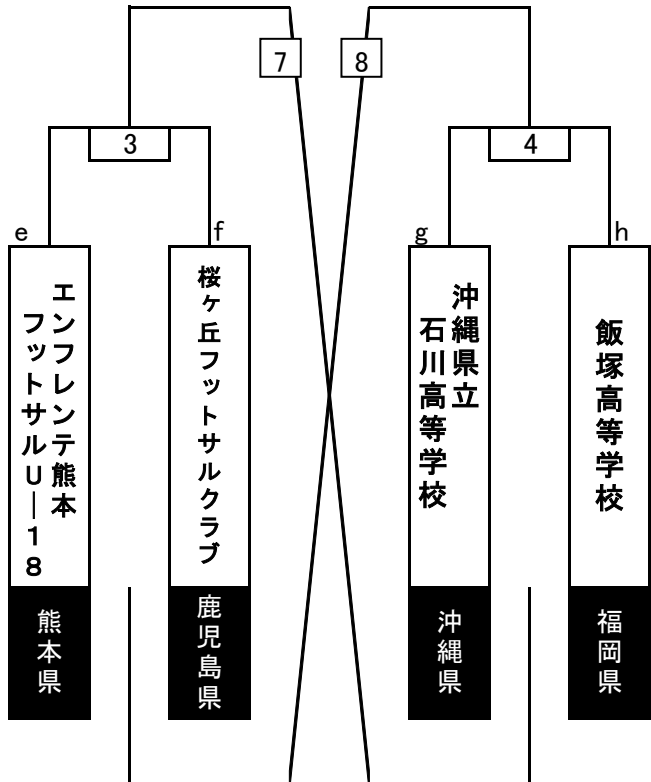 7
8
3
4
e
f
g
h
エンフレンテ熊本
フットサルU―18
桜ヶ丘フットサルクラブ
沖縄県立
石川高等学校
飯塚高等学校
熊本県
鹿児島県
沖縄県
福岡県